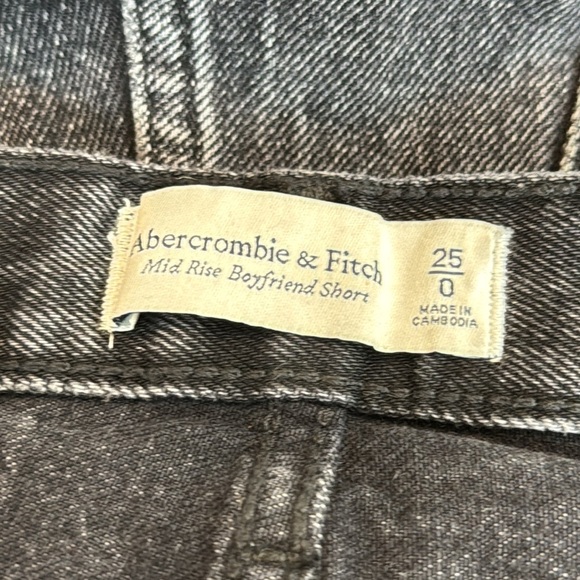 Abercrombie & Fitch
Mid Rise Boyfriend Short
25
0
MADE IN
CAMBODIA